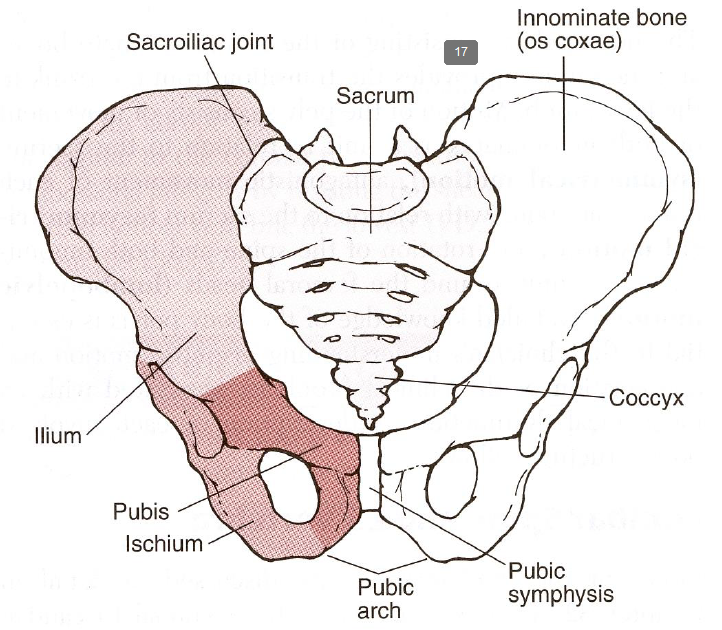 Innominate bone
(os coxae)
Sacroiliac joint
17
Sacrum
Coccyx
Ilium
Pubis
Ischium
Pubic
symphysis
Pubic
arch